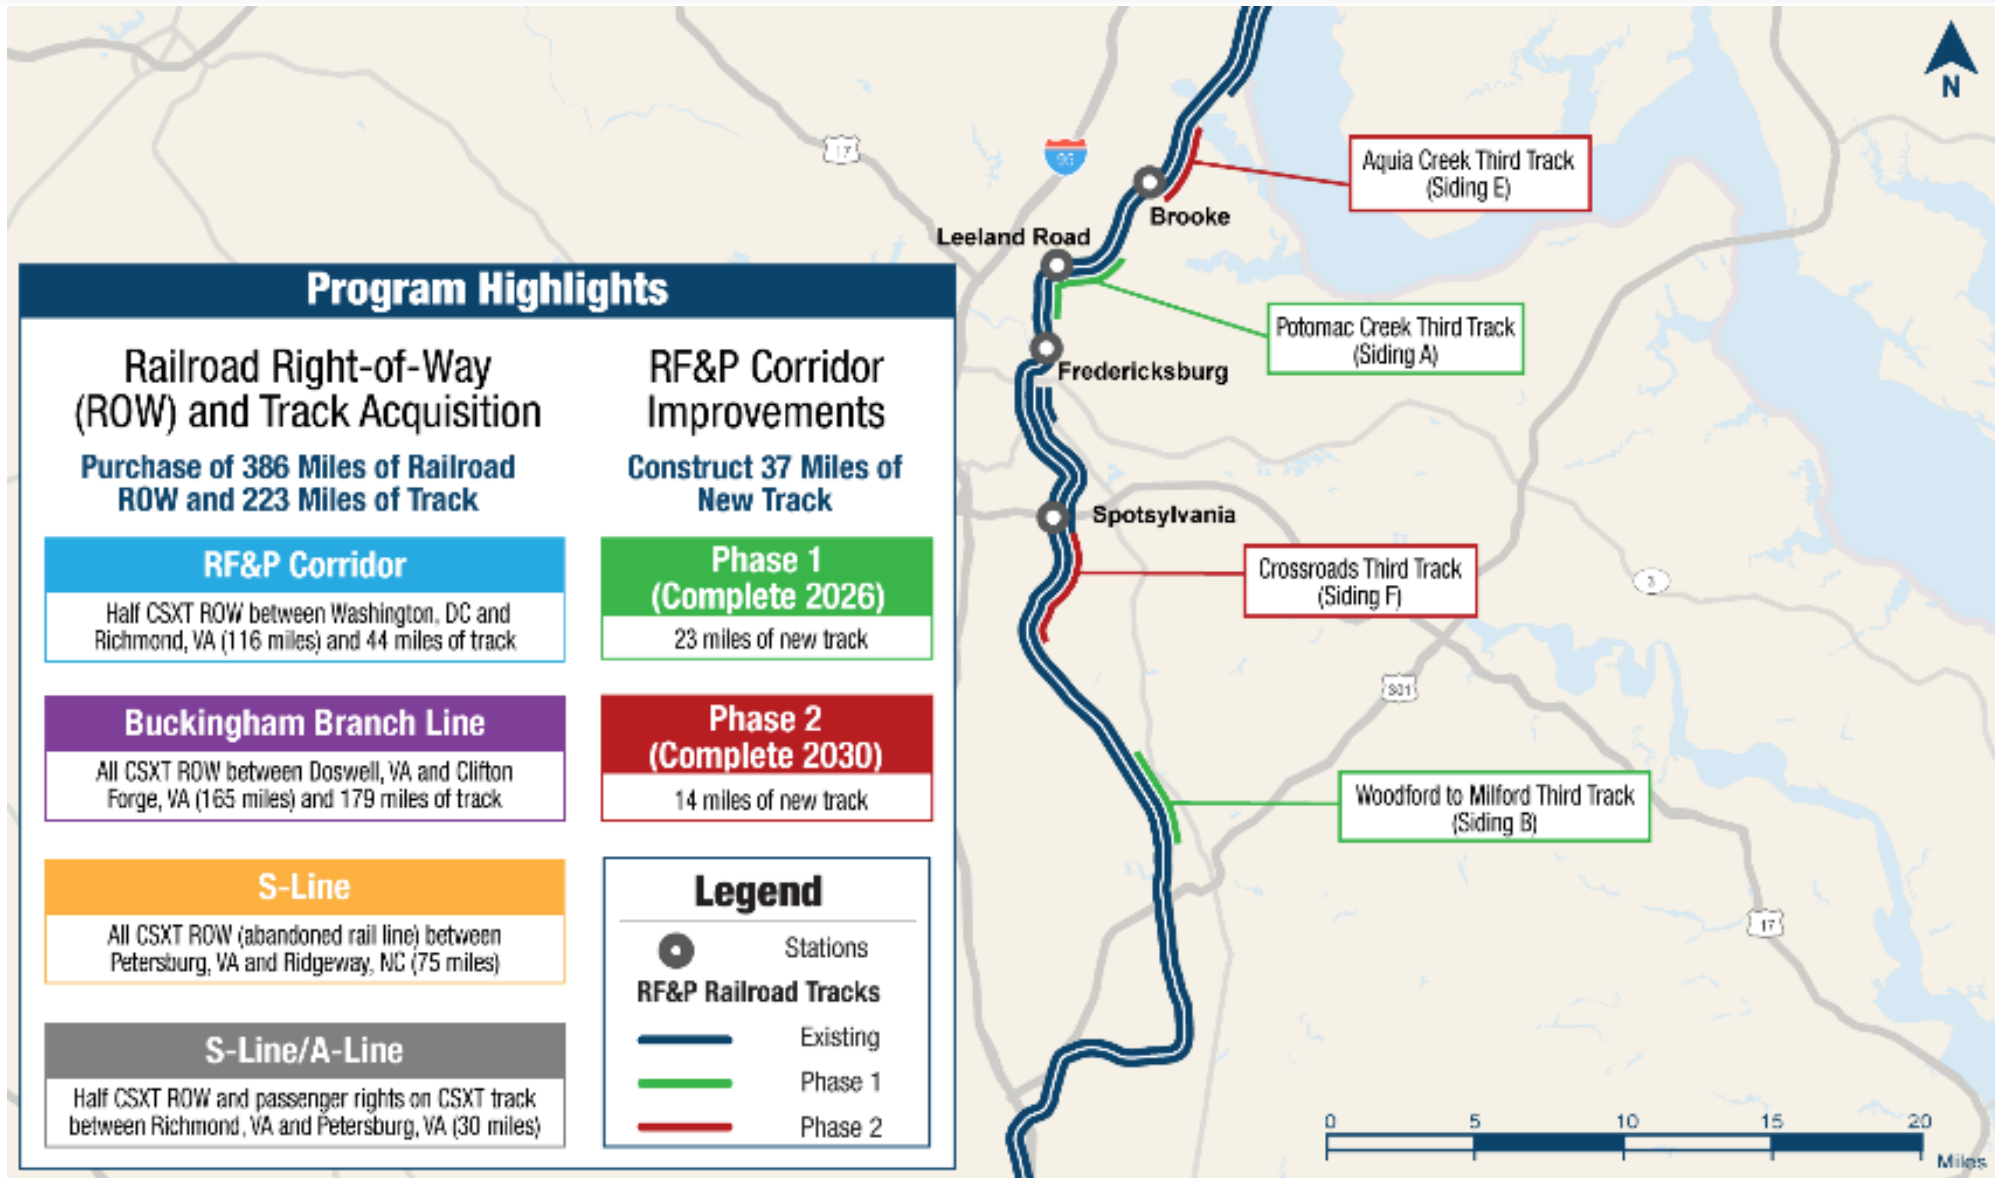 N
17
95
Aquia Creek Third Track
(Siding E)
Brooke
Leeland Road
Potomac Creek Third Track
(Siding A)
Fredericksburg
Spotsylvania
Crossroads Third Track
(Siding F)
3
301
Woodford to Milford Third Track
(Siding B)
17
0 5 10 15 20
Miles
Program Highlights
Railroad Right-of-Way
(ROW) and Track Acquisition
Purchase of 386 Miles of Railroad
ROW and 223 Miles of Track
RF&P Corridor
Half CSXT ROW between Washington, DC and
Richmond, VA (116 miles) and 44 miles of track
Buckingham Branch Line
All CSXT ROW between Doswell, VA and Clifton
Forge, VA (165 miles) and 179 miles of track
S-Line
All CSXT ROW (abandoned rail line) between
Petersburg, VA and Ridgeway, NC (75 miles)
S-Line/A-Line
Half CSXT ROW and passenger rights on CSXT track
between Richmond, VA and Petersburg, VA (30 miles)
RF&P Corridor
Improvements
Construct 37 Miles of
New Track
Phase 1
(Complete 2026)
23 miles of new track
Phase 2
(Complete 2030)
14 miles of new track
Legend
Stations
RF&P Railroad Tracks
Existing
Phase 1
Phase 2